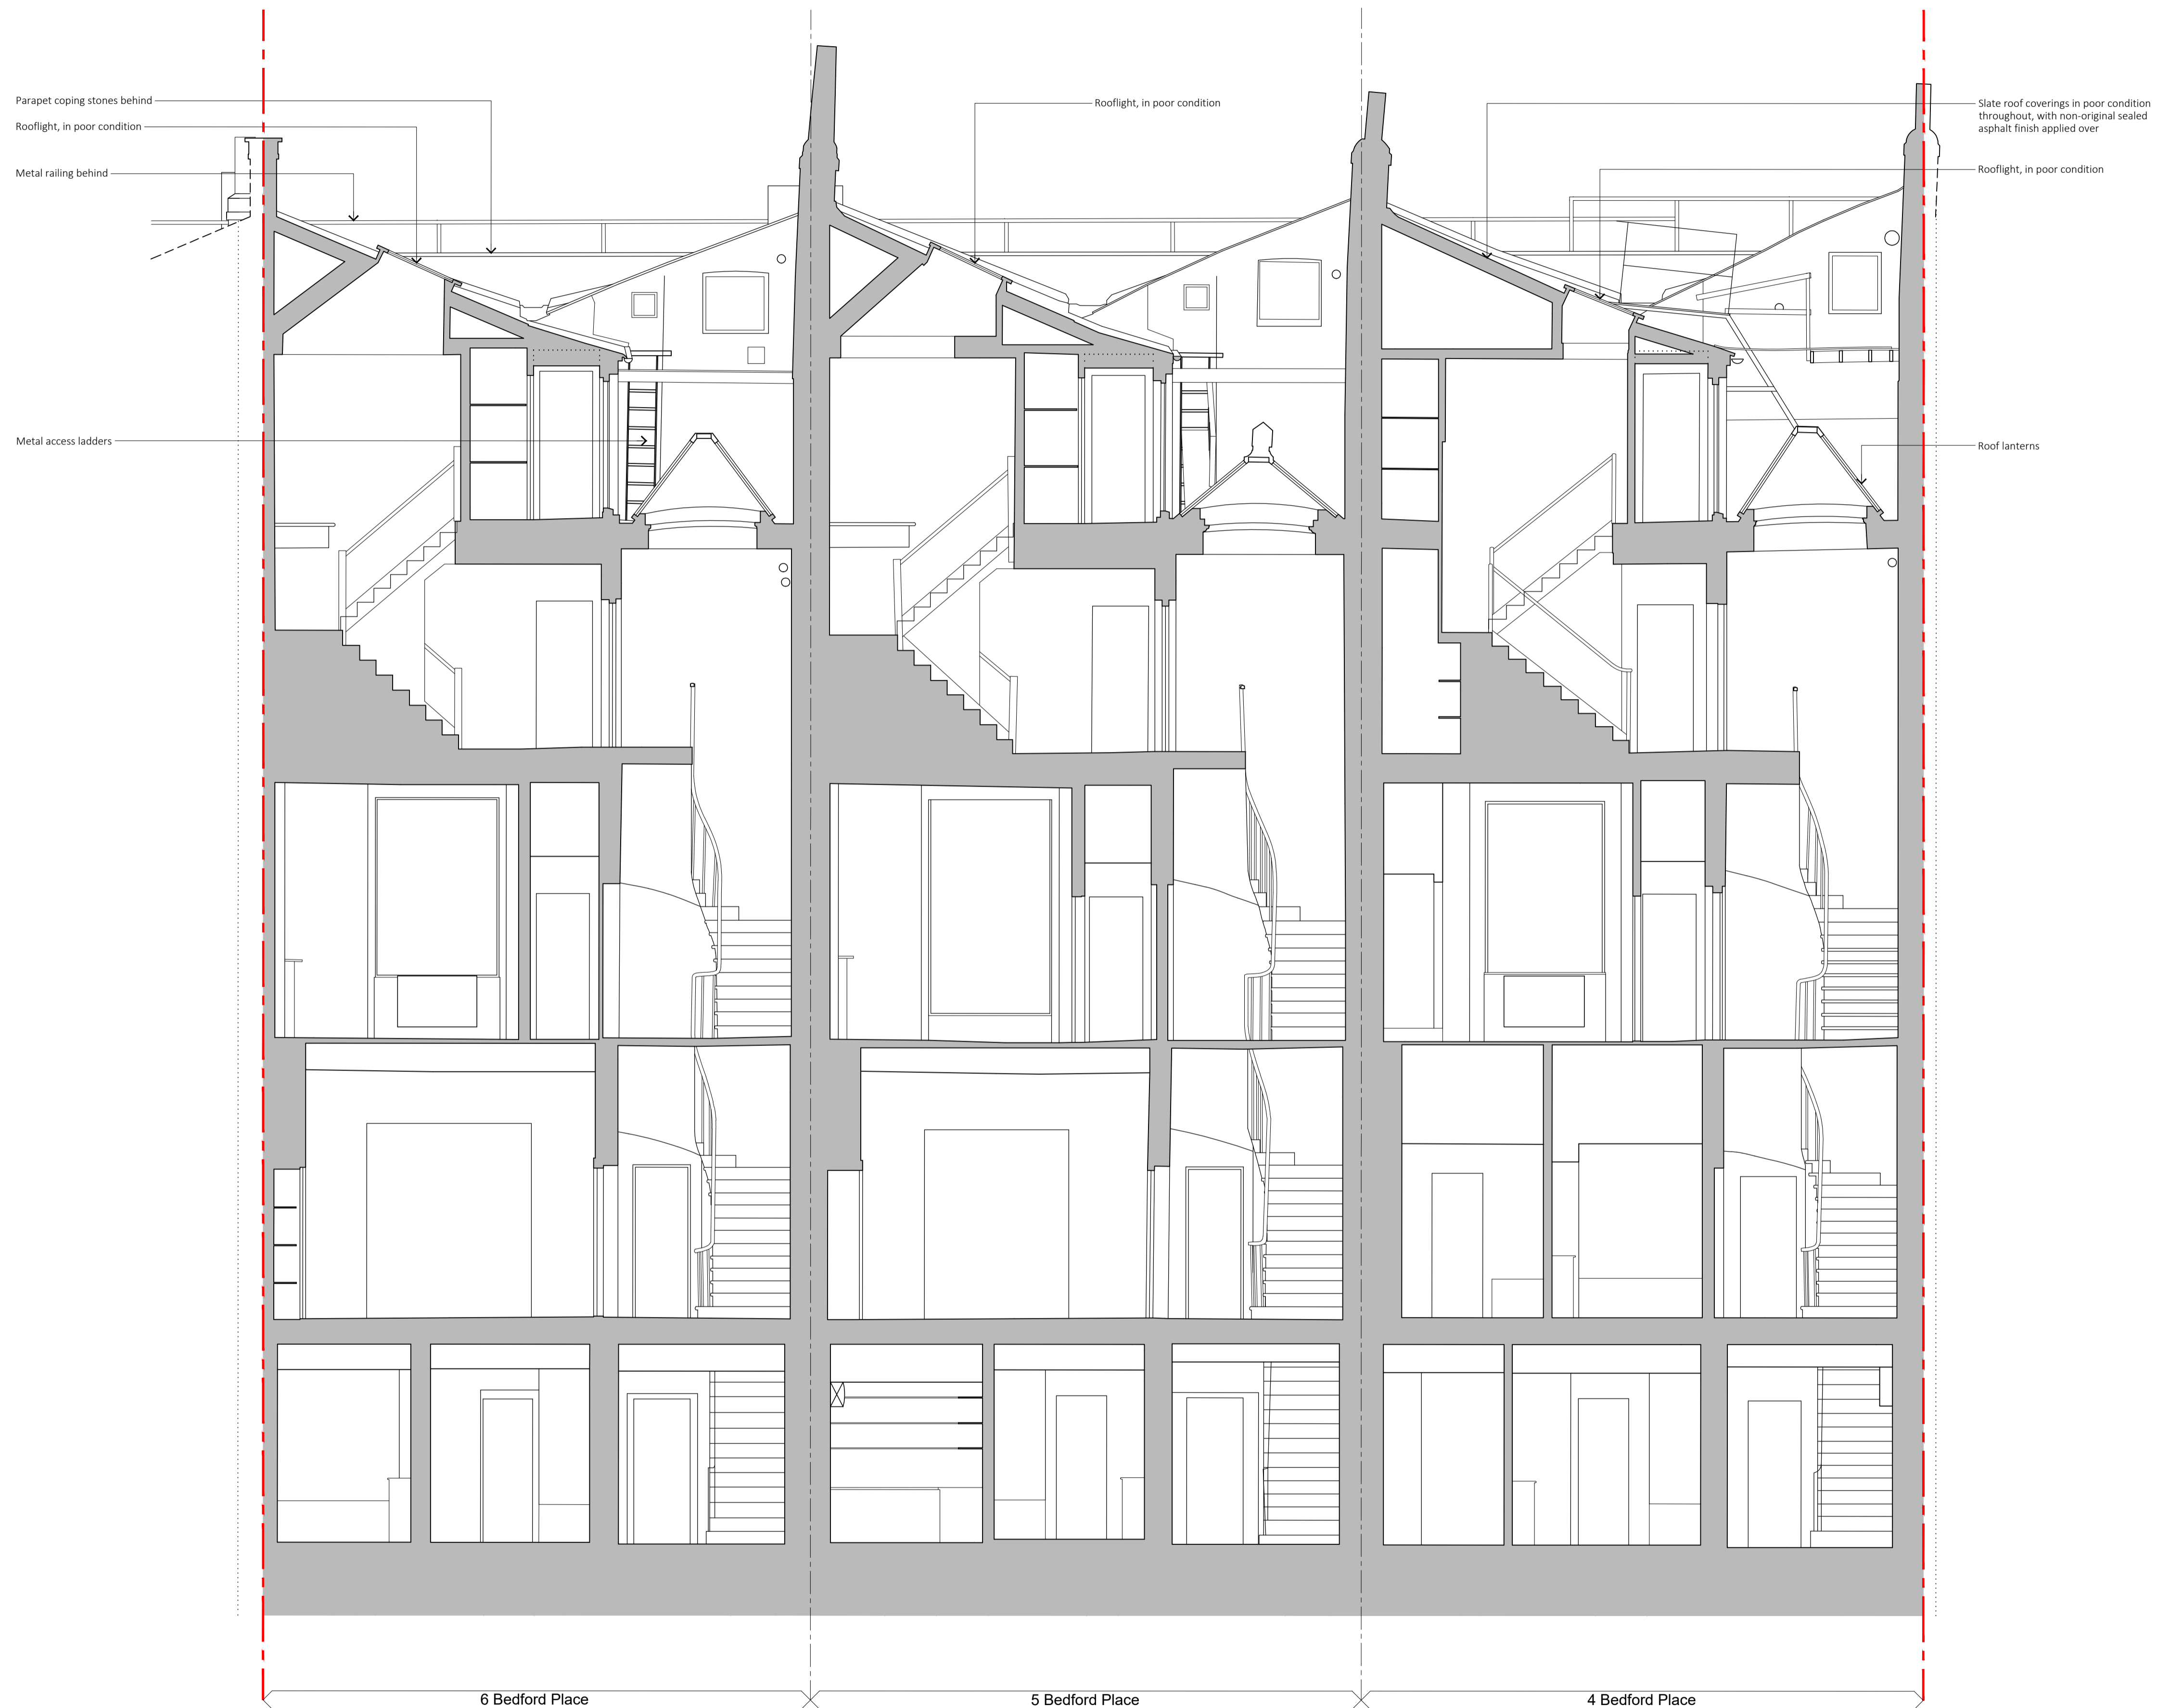 Parapet coping stones behind
Rooflight, in poor condition
Metal railing behind
Metal access ladders
Rooflight, in poor condition
Slate roof coverings in poor condition
throughout, with non-original sealed
asphalt finish applied over
Rooflight, in poor condition
Roof lanterns
6 Bedford Place
5 Bedford Place
4 Bedford Place